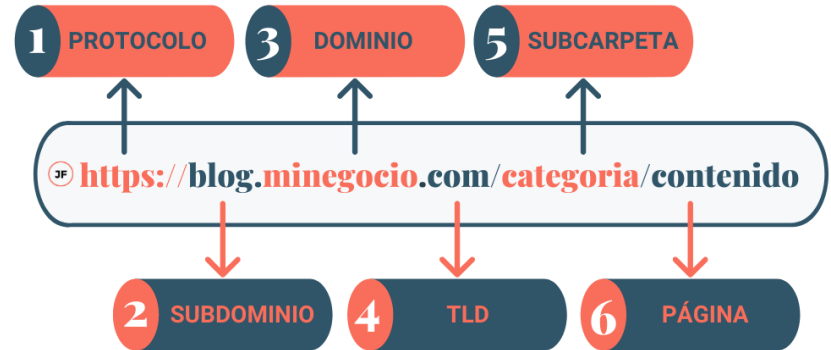 1 PROTOCOLO
3 DOMINIO
5 SUBCARPETA
JF https://blog.minegocio.com/categoria/contenido
2 SUBDOMINIO
4 TLD
6 PÁGINA